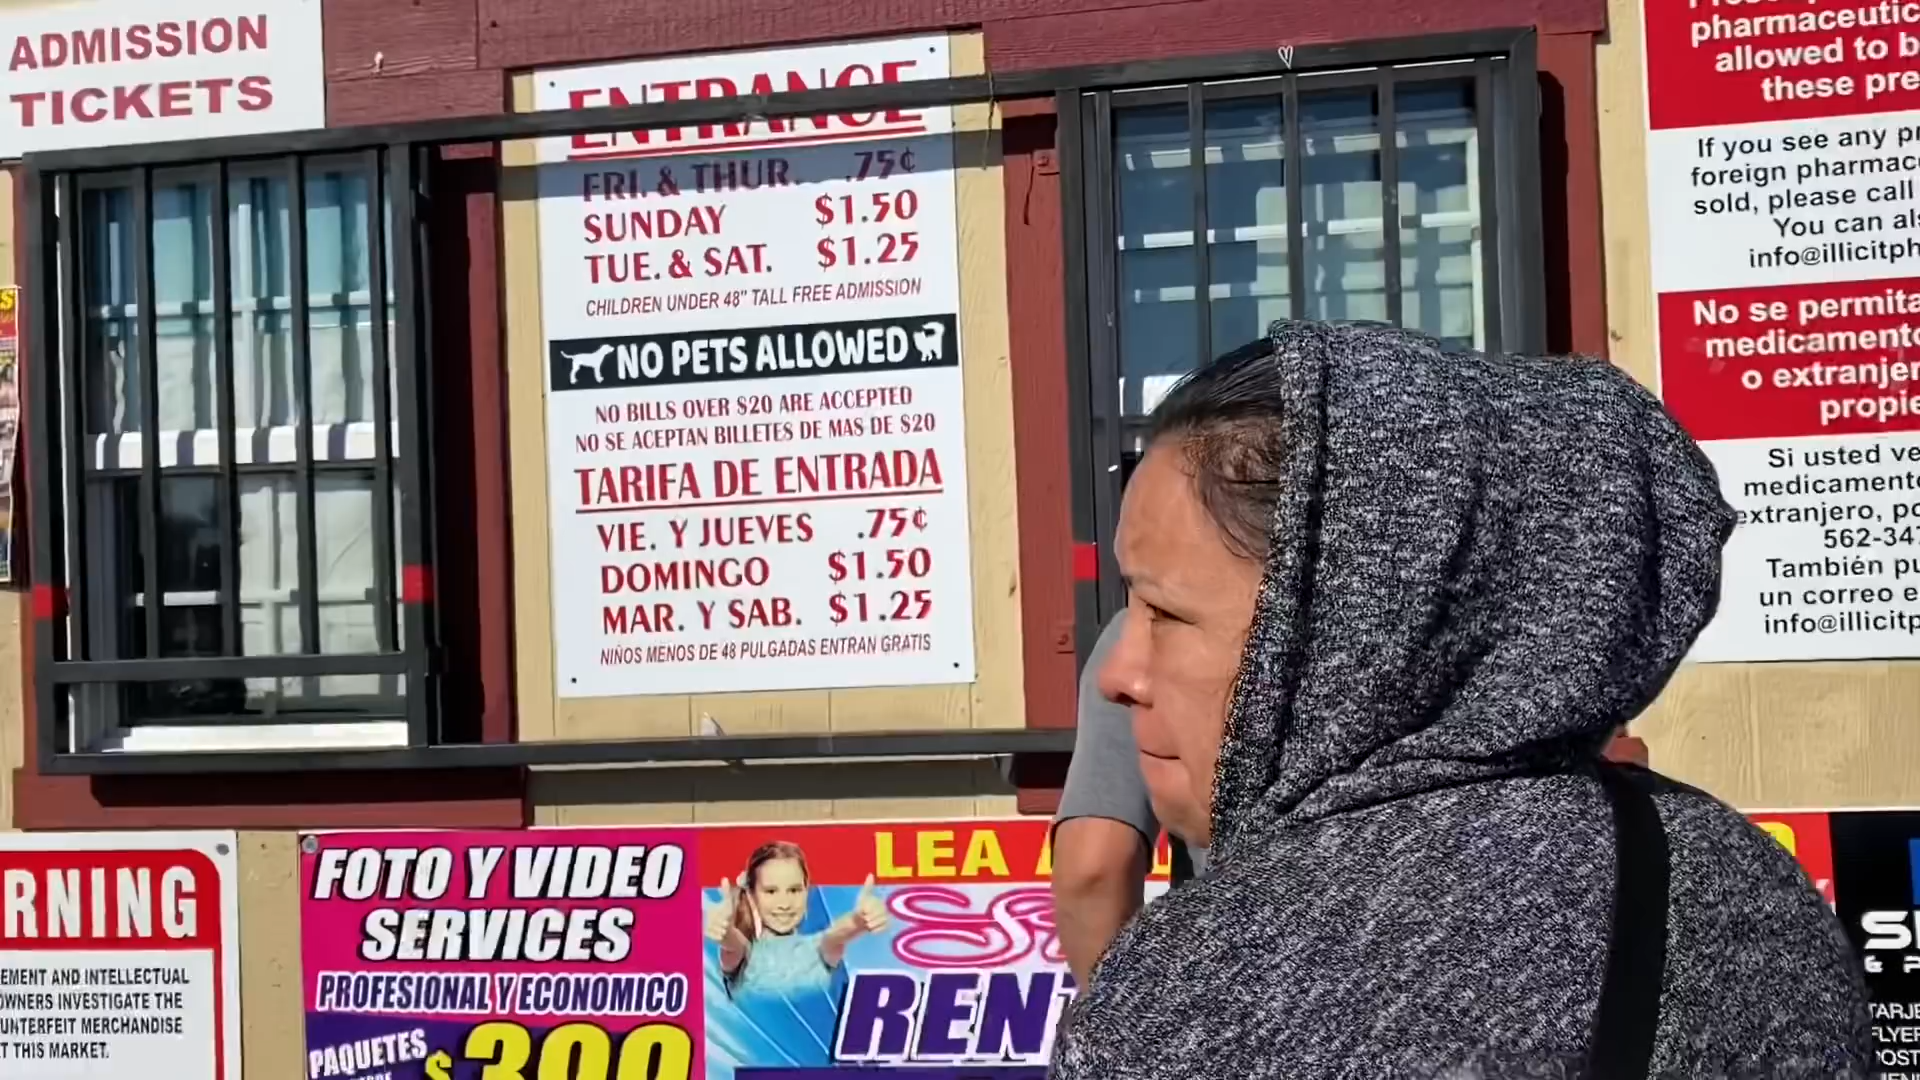 ADMISSION
TICKETS
ENTRANCE
FRI. & THUR. .75¢
SUNDAY $1.50
TUE. & SAT. $1.25
CHILDREN UNDER 48" TALL FREE ADMISSION
NO PETS ALLOWED
NO BILLS OVER $20 ARE ACCEPTED
NO SE ACEPTAN BILLETES DE MAS DE $20
TARIFA DE ENTRADA
VIE. Y JUEVES .75¢
DOMINGO $1.50
MAR. Y SAB. $1.25
NIÑOS MENOS DE 48 PULGADAS ENTRAN GRATIS
pharmaceutic
allowed to b
these pre
If you see any pr
foreign pharmac
sold, please call
You can als
info@illicitph
No se permita
medicamento
o extranjer
propie
Si usted ve
medicamento
extranjero, po
562-347
También pu
un correo e
info@illicitp
RNING
EMENT AND INTELLECTUAL
OWNERS INVESTIGATE THE
UNTERFEIT MERCHANDISE
T THIS MARKET.
FOTO Y VIDEO
SERVICES
PROFESIONAL Y ECONOMICO
PAQUETES
$300
LEA
REN
& P
TARJE
FLYER
POST